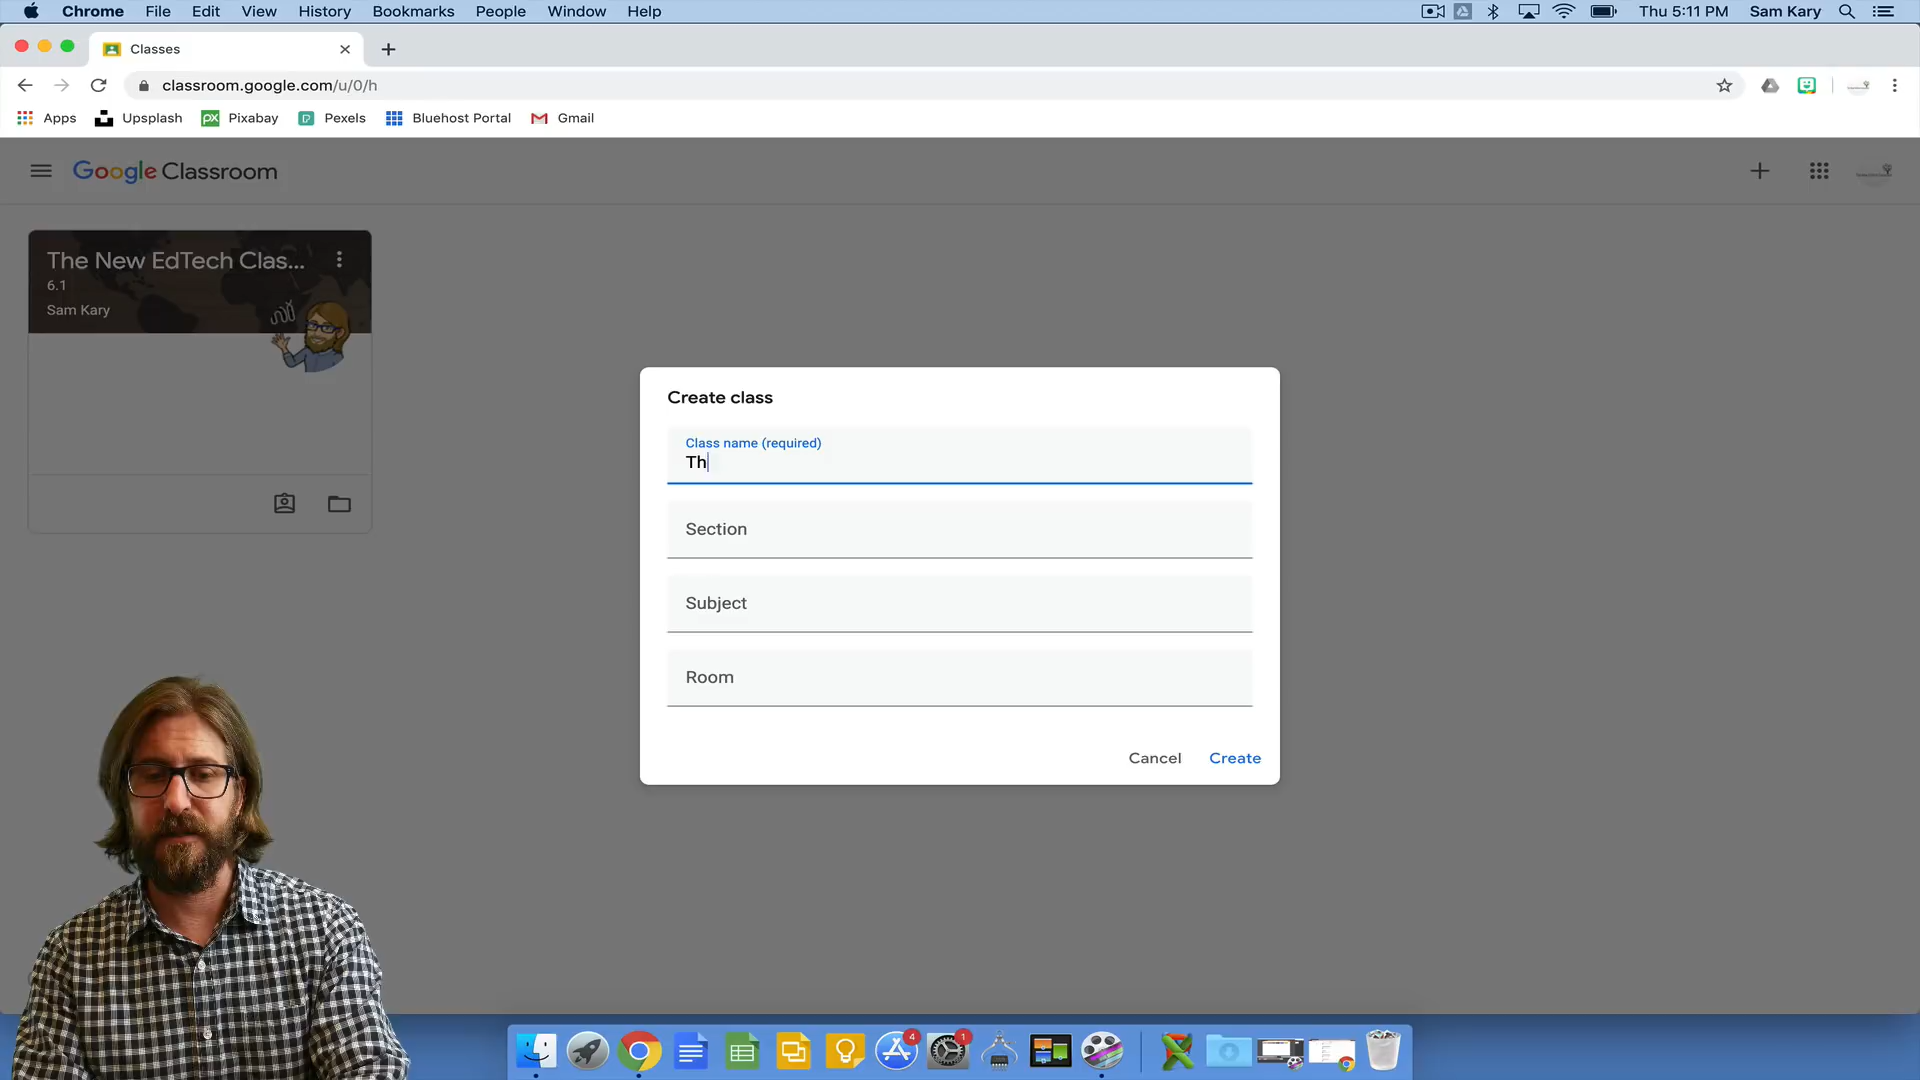 Chrome File Edit View History Bookmarks People Window Help Thu 5:11 PM Sam Kary
Classes
classroom.google.com/u/0/h
Apps Upsplash Pixabay Pexels Bluehost Portal Gmail
Google Classroom
The New EdTech Clas...
6.1
Sam Kary
Create class
Class name (required)
Th
Section
Subject
Room
Cancel Create
4 1